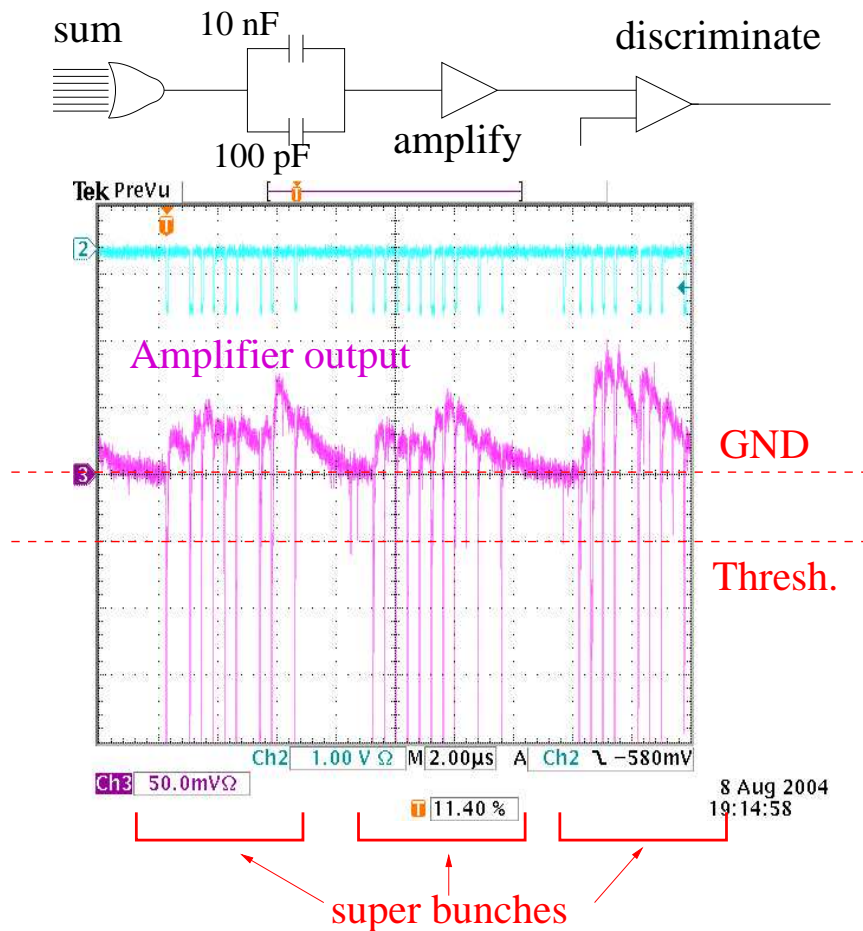 sum
10 nF
discriminate
100 pF
amplify
Tek PreVu
T
T
2
Amplifier output
GND
3
Thresh.
Ch2 1.00 V Ω M 2.00µs A Ch2 -580mV
Ch3 50.0mVΩ
8 Aug 2004
T 11.40 %
19:14:58
super bunches